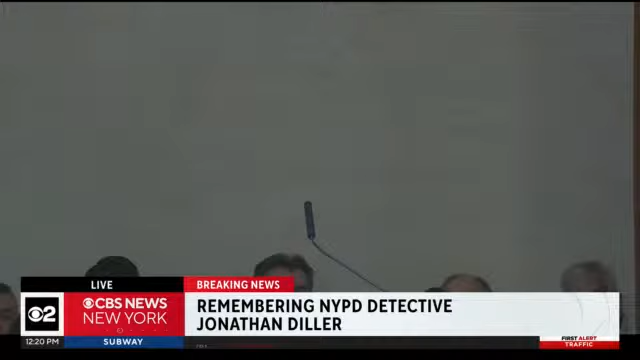 LIVE
BREAKING NEWS
2
CBS NEWS
NEW YORK
REMEMBERING NYPD DETECTIVE
JONATHAN DILLER
12:20 PM
SUBWAY
FIRST ALERT
TRAFFIC